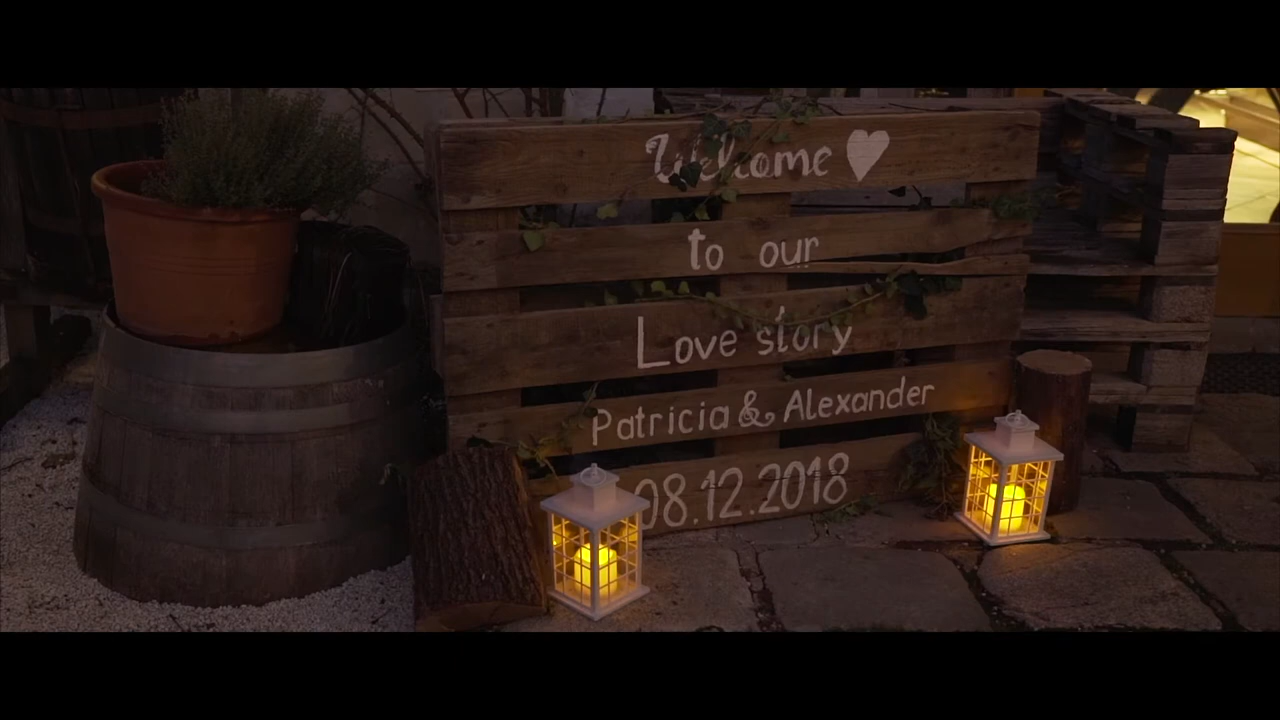 Welcome
to our
Love story
Patricia & Alexander
08.12.2018